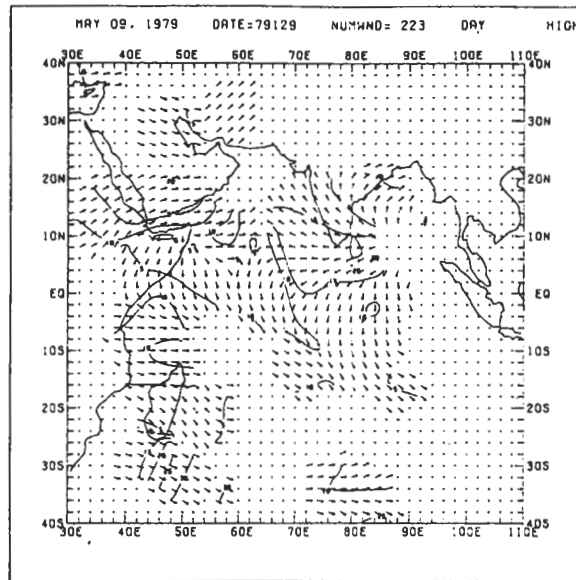 MAY 09, 1979 DATE=79129 NUMWND= 223 DAY HIGH
30E 40E 50E 60E 70E 80E 90E 100E 110E
40N 40N
30N 30N
20N 20N
10N 10N
EQ EQ
10S 10S
20S 20S
30S 30S
40S 40S
30E 40E 50E 60E 70E 80E 90E 100E 110E